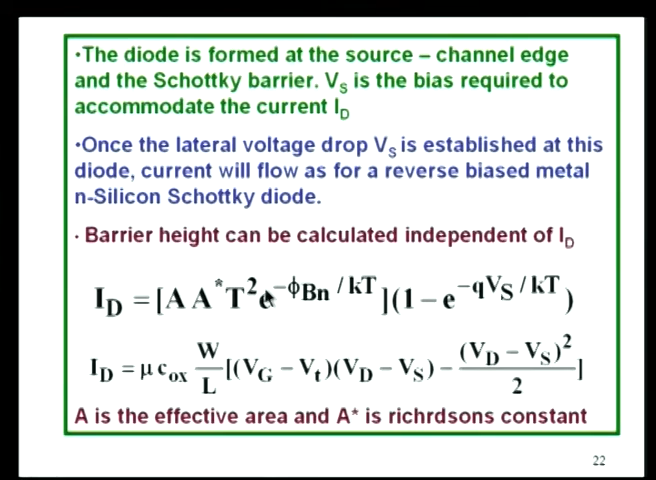 ·The diode is formed at the source – channel edge
and the Schottky barrier. V_S is the bias required to
accommodate the current I_D
·Once the lateral voltage drop V_S is established at this
diode, current will flow as for a reverse biased metal
n-Silicon Schottky diode.
· Barrier height can be calculated independent of I_D
I_D = [A A^* T^2 e^{-ϕ_Bn / kT}](1 – e^{-qV_S / kT})
I_D = μ c_ox W/L [(V_G – V_t)(V_D – V_S) – (V_D – V_S)^2/2]
A is the effective area and A* is richrdsons constant
22